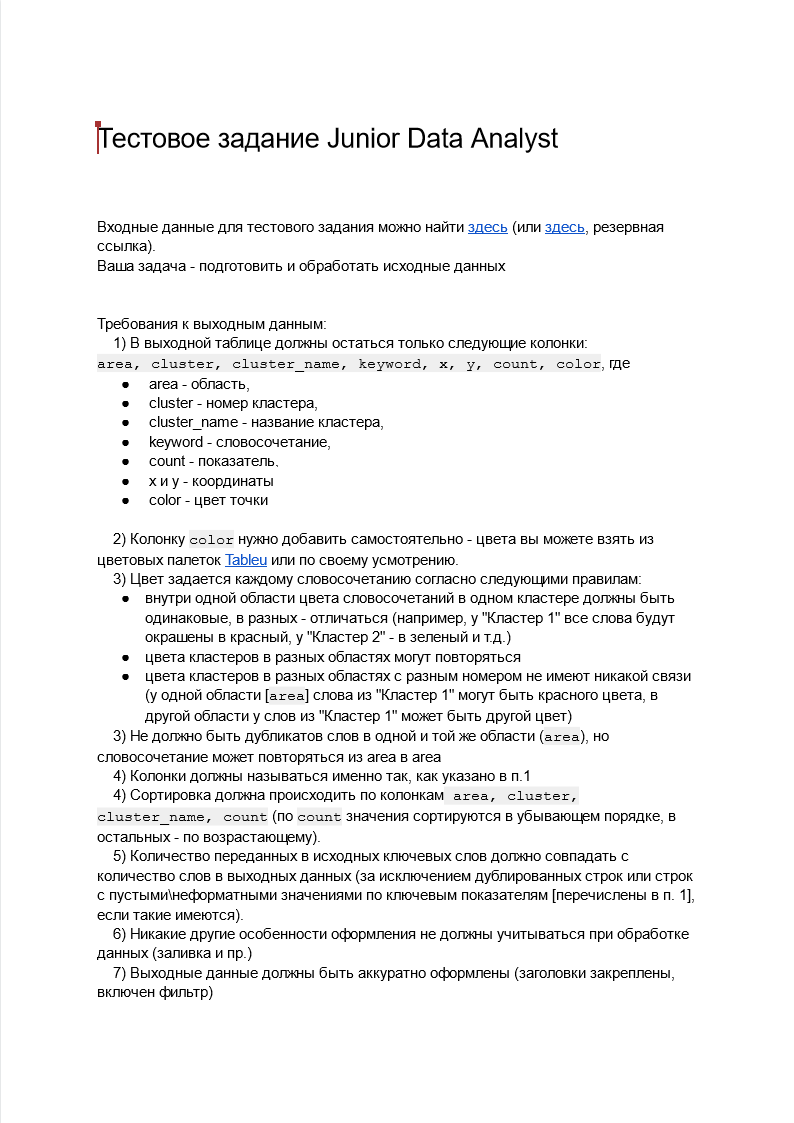 Тестовое задание Junior Data Analyst
Входные данные для тестового задания можно найти здесь (или здесь, резервная
ссылка).
Ваша задача - подготовить и обработать исходные данных
Требования к выходным данным:
1) В выходной таблице должны остаться только следующие колонки:
area, cluster, cluster_name, keyword, x, y, count, color, где
● area - область,
● cluster - номер кластера,
● cluster_name - название кластера,
● keyword - словосочетание,
● count - показатель,
● x и y - координаты
● color - цвет точки
2) Колонку color нужно добавить самостоятельно - цвета вы можете взять из
цветовых палеток Tableu или по своему усмотрению.
3) Цвет задается каждому словосочетанию согласно следующими правилам:
● внутри одной области цвета словосочетаний в одном кластере должны быть
одинаковые, в разных - отличаться (например, у "Кластер 1" все слова будут
окрашены в красный, у "Кластер 2" - в зеленый и т.д.)
● цвета кластеров в разных областях могут повторяться
● цвета кластеров в разных областях с разным номером не имеют никакой связи
(у одной области [area] слова из "Кластер 1" могут быть красного цвета, в
другой области у слов из "Кластер 1" может быть другой цвет)
3) Не должно быть дубликатов слов в одной и той же области (area), но
словосочетание может повторяться из area в area
4) Колонки должны называться именно так, как указано в п.1
4) Сортировка должна происходить по колонкам area, cluster,
cluster_name, count (по count значения сортируются в убывающем порядке, в
остальных - по возрастающему).
5) Количество переданных в исходных ключевых слов должно совпадать с
количество слов в выходных данных (за исключением дублированных строк или строк
с пустыми\неформатными значениями по ключевым показателям [перечислены в п. 1],
если такие имеются).
6) Никакие другие особенности оформления не должны учитываться при обработке
данных (заливка и пр.)
7) Выходные данные должны быть аккуратно оформлены (заголовки закреплены,
включен фильтр)